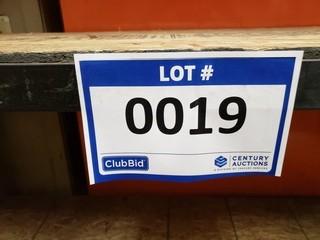 LOT #
0019
ClubBid
CENTURY
AUCTIONS